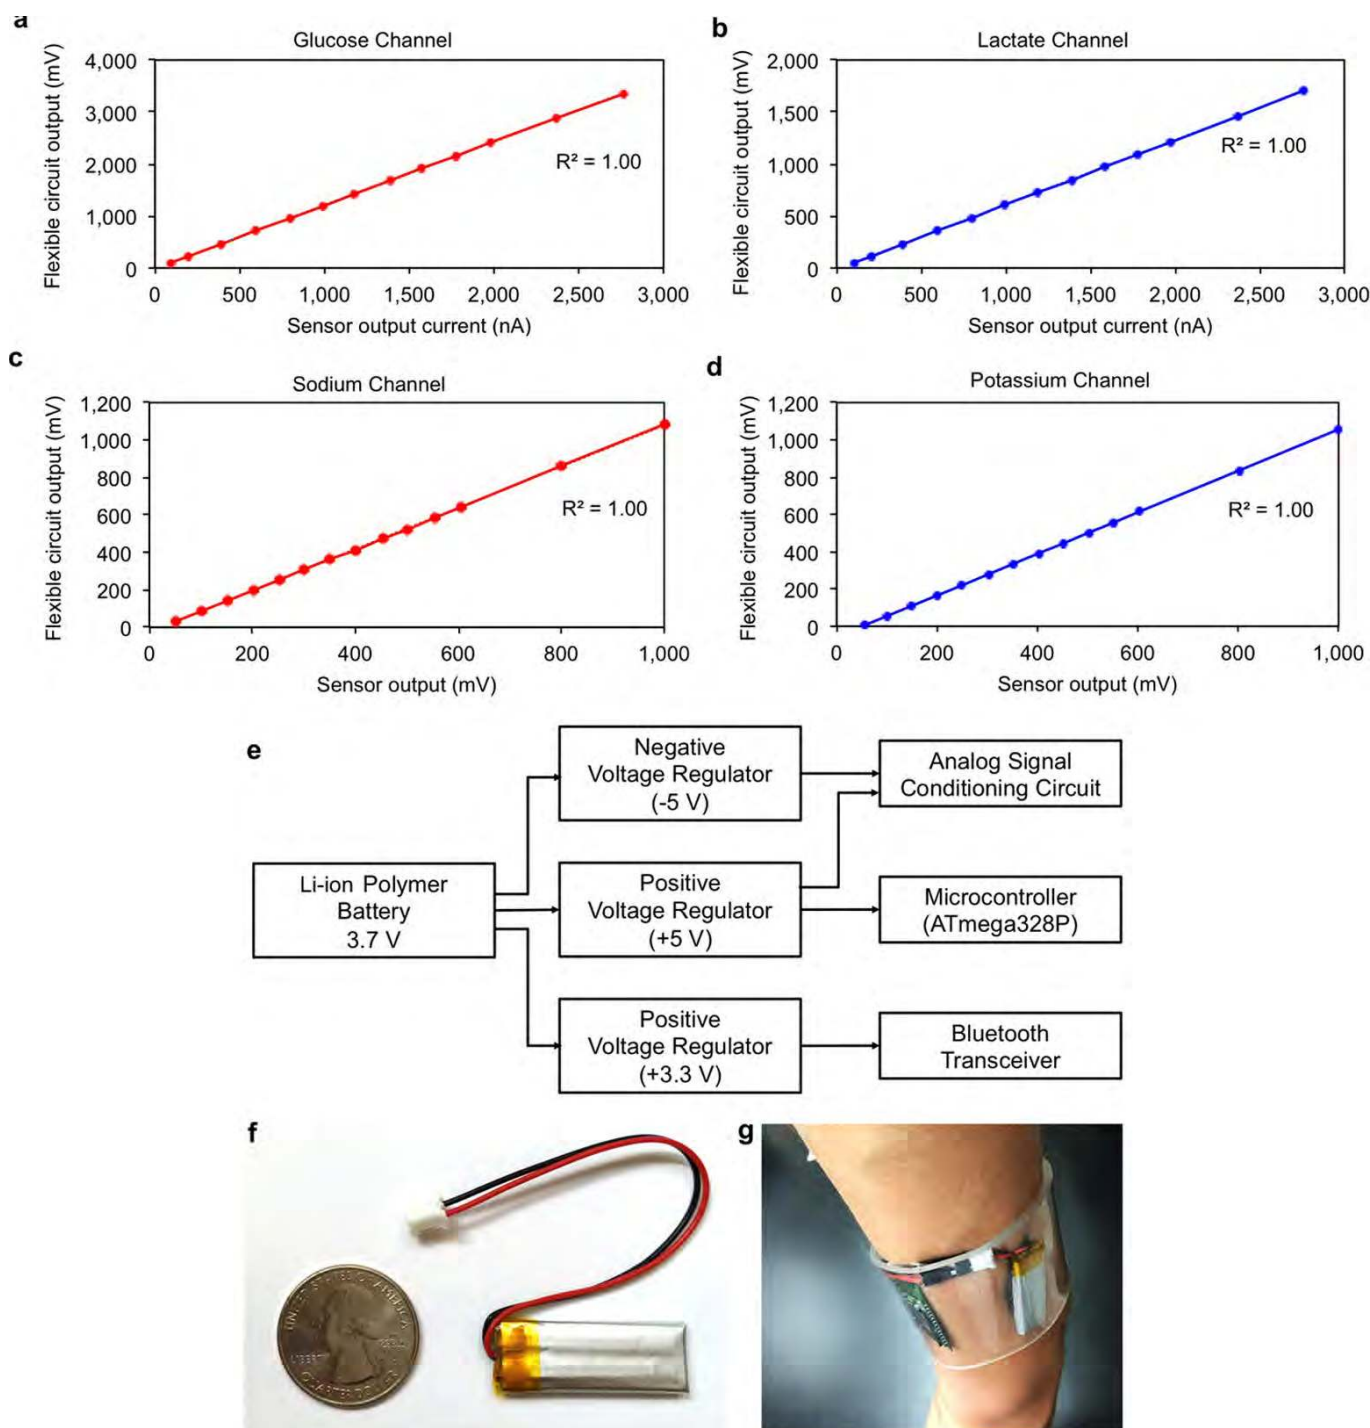 a
Glucose Channel
Flexible circuit output (mV)
4,000
3,000
2,000
1,000
0
R² = 1.00
0 500 1,000 1,500 2,000 2,500 3,000
Sensor output current (nA)
b
Lactate Channel
Flexible circuit output (mV)
2,000
1,500
1,000
500
0
R² = 1.00
0 500 1,000 1,500 2,000 2,500 3,000
Sensor output current (nA)
c
Sodium Channel
Flexible circuit output (mV)
1,200
1,000
800
600
400
200
0
R² = 1.00
0 200 400 600 800 1,000
Sensor output (mV)
d
Potassium Channel
Flexible circuit output (mV)
1,200
1,000
800
600
400
200
0
R² = 1.00
0 200 400 600 800 1,000
Sensor output (mV)
e
Li-ion Polymer
Battery
3.7 V
Negative
Voltage Regulator
(-5 V)
Positive
Voltage Regulator
(+5 V)
Positive
Voltage Regulator
(+3.3 V)
Analog Signal
Conditioning Circuit
Microcontroller
(ATmega328P)
Bluetooth
Transceiver
f
UNITED STATES OF AMERICA
LIBERTY
QUARTER DOLLAR
g